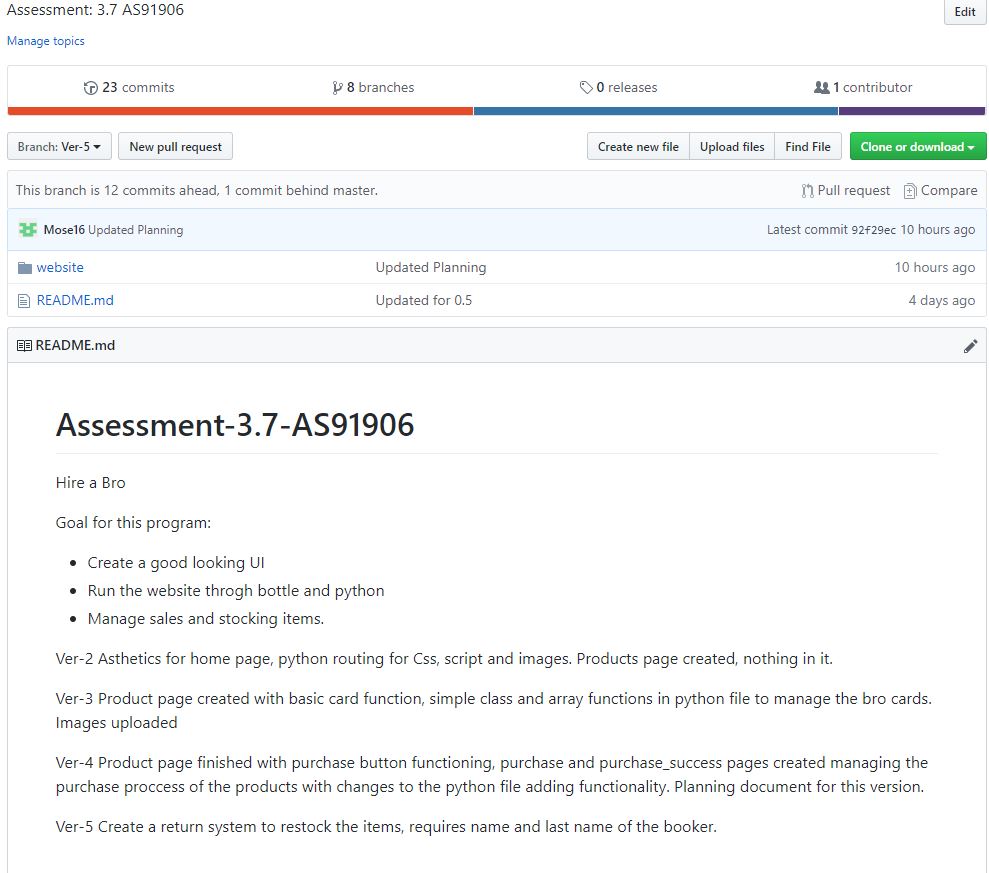 Assessment: 3.7 AS91906
Edit
Manage topics
23 commits
8 branches
0 releases
1 contributor
Branch: Ver-5
New pull request
Create new file
Upload files
Find File
Clone or download
This branch is 12 commits ahead, 1 commit behind master.
Pull request
Compare
Mose16 Updated Planning
Latest commit 92f29ec 10 hours ago
website
Updated Planning
10 hours ago
README.md
Updated for 0.5
4 days ago
README.md
Assessment-3.7-AS91906
Hire a Bro
Goal for this program:
Create a good looking UI
Run the website throgh bottle and python
Manage sales and stocking items.
Ver-2 Asthetics for home page, python routing for Css, script and images. Products page created, nothing in it.
Ver-3 Product page created with basic card function, simple class and array functions in python file to manage the bro cards.
Images uploaded
Ver-4 Product page finished with purchase button functioning, purchase and purchase_success pages created managing the
purchase proccess of the products with changes to the python file adding functionality. Planning document for this version.
Ver-5 Create a return system to restock the items, requires name and last name of the booker.